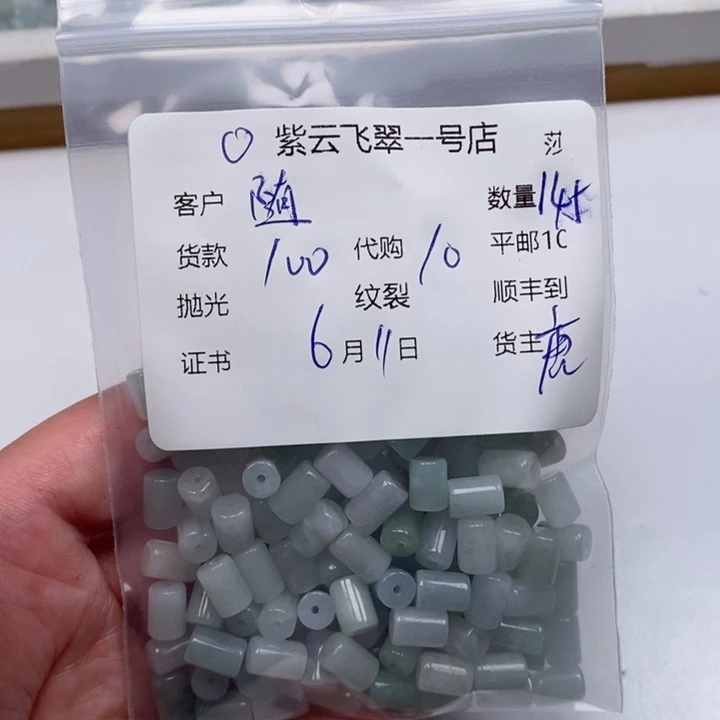 ♡ 紫云飞翠一号店 莎
客户 随 数量
货款 100 代购 10 平邮1C
抛光 纹裂 顺丰到
证书 6月11日 货主唐